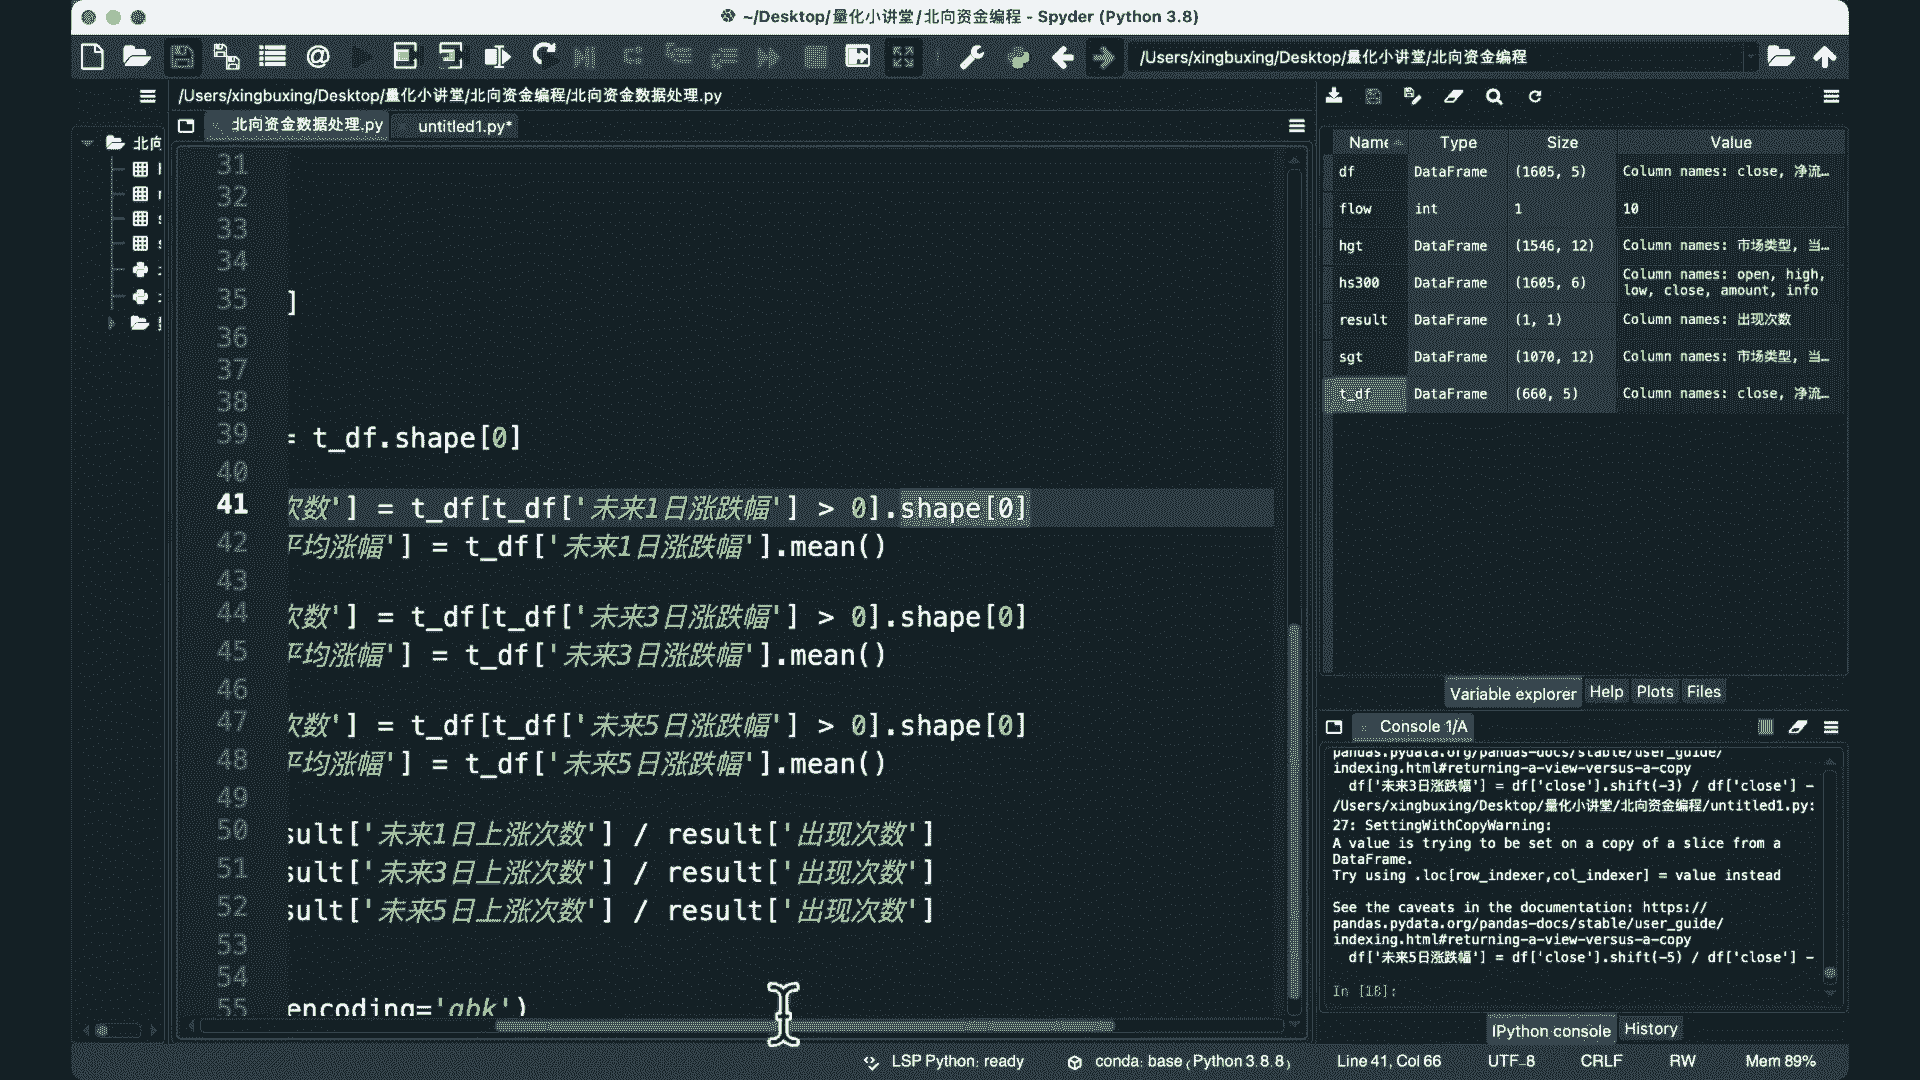 ~/Desktop/量化小讲堂/北向资金编程 - Spyder (Python 3.8)
/Users/xingbuxing/Desktop/量化小讲堂/北向资金编程
/Users/xingbuxing/Desktop/量化小讲堂/北向资金编程/北向资金数据处理.py
北向资金数据处理.py
untitled1.py*
北向
31
32
33
34
35 ]
36
37
38
39 = t_df.shape[0]
40
41 次数'] = t_df[t_df['未来1日涨跌幅'] > 0].shape[0]
42 平均涨幅'] = t_df['未来1日涨跌幅'].mean()
43
44 次数'] = t_df[t_df['未来3日涨跌幅'] > 0].shape[0]
45 平均涨幅'] = t_df['未来3日涨跌幅'].mean()
46
47 次数'] = t_df[t_df['未来5日涨跌幅'] > 0].shape[0]
48 平均涨幅'] = t_df['未来5日涨跌幅'].mean()
49
50 sult['未来1日上涨次数'] / result['出现次数']
51 sult['未来3日上涨次数'] / result['出现次数']
52 sult['未来5日上涨次数'] / result['出现次数']
53
54
55 encoding='gbk')
Name Type Size Value
df DataFrame (1605, 5) Column names: close, 净流…
flow int 1 10
hgt DataFrame (1546, 12) Column names: 市场类型, 当…
hs300 DataFrame (1605, 6) Column names: open, high,
low, close, amount, info
result DataFrame (1, 1) Column names: 出现次数
sgt DataFrame (1070, 12) Column names: 市场类型, 当…
t_df DataFrame (660, 5) Column names: close, 净流…
Variable explorer Help Plots Files
Console 1/A
pandas.pydata.org/pandas-docs/stable/user_guide/
indexing.html#returning-a-view-versus-a-copy
df['未来3日涨跌幅'] = df['close'].shift(-3) / df['close'] -
/Users/xingbuxing/Desktop/量化小讲堂/北向资金编程/untitled1.py:
27: SettingWithCopyWarning:
A value is trying to be set on a copy of a slice from a
DataFrame.
Try using .loc[row_indexer,col_indexer] = value instead
See the caveats in the documentation: https://
pandas.pydata.org/pandas-docs/stable/user_guide/
indexing.html#returning-a-view-versus-a-copy
df['未来5日涨跌幅'] = df['close'].shift(-5) / df['close'] -
In [18]:
IPython console History
LSP Python: ready conda: base (Python 3.8.8) Line 41, Col 66 UTF-8 CRLF RW Mem 89%